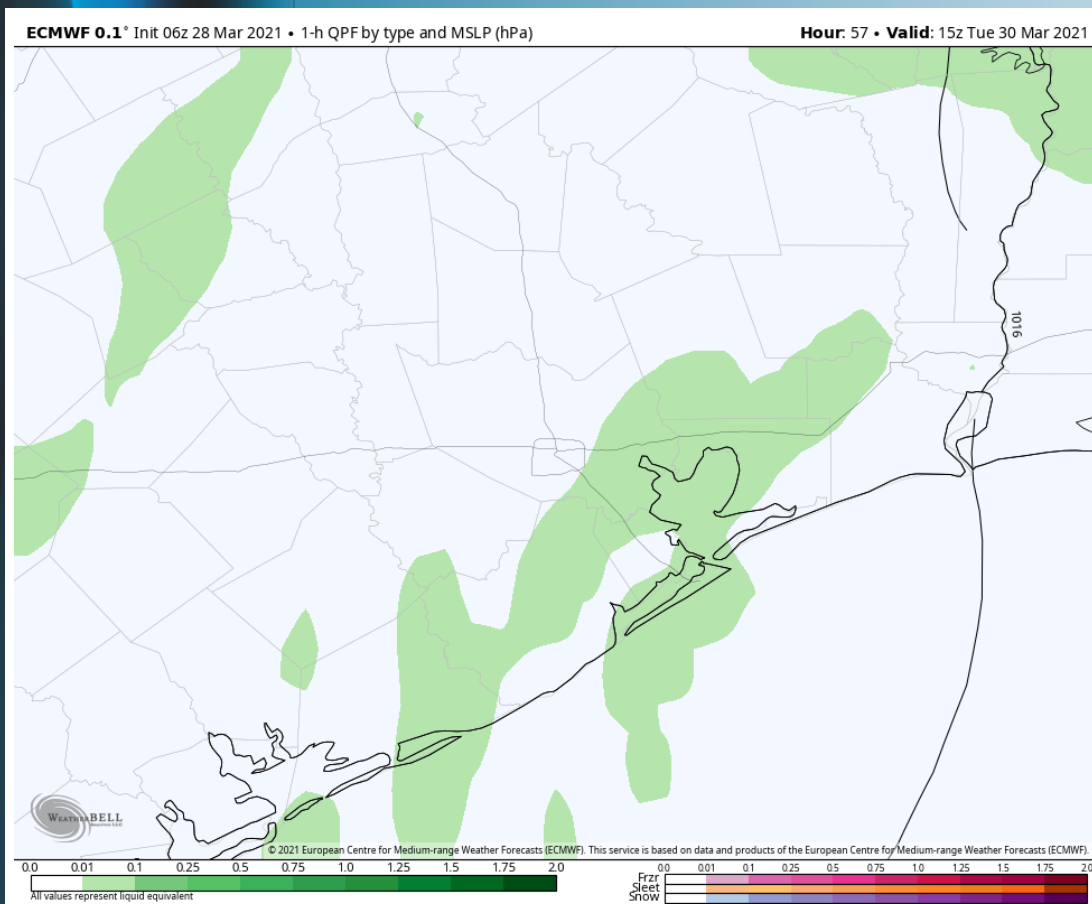 ECMWF 0.1° Init 06z 28 Mar 2021 • 1-h QPF by type and MSLP (hPa)
Hour: 57 • Valid: 15z Tue 30 Mar 2021
1016
WEATHERBELL
© 2021 European Centre for Medium-range Weather Forecasts (ECMWF). This service is based on data and products of the European Centre for Medium-range Weather Forecasts (ECMWF).
0.0 0.01 0.1 0.25 0.5 0.75 1.0 1.25 1.5 1.75 2.0
All values represent liquid equivalent
0.0 0.01 0.1 0.25 0.5 0.75 1.0 1.25 1.5 1.75 2.0
Frzr
Sleet
Snow